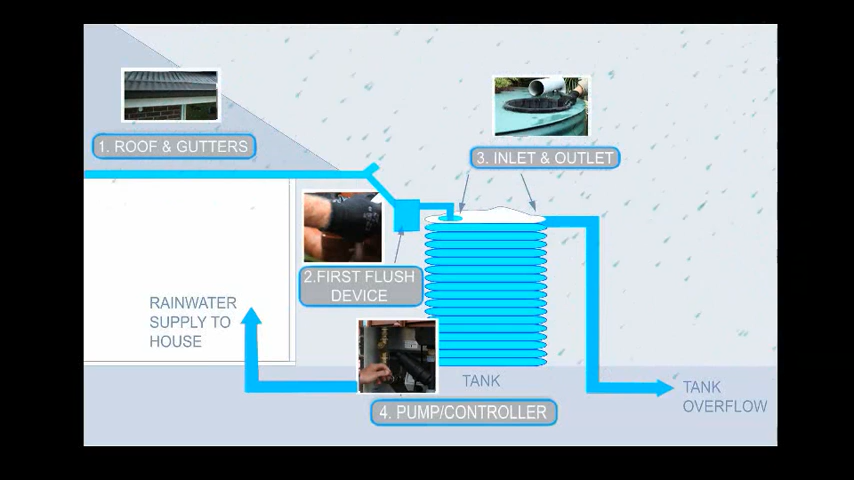 1. ROOF & GUTTERS
3. INLET & OUTLET
2.FIRST FLUSH
DEVICE
RAINWATER
SUPPLY TO
HOUSE
TANK
4. PUMP/CONTROLLER
TANK
OVERFLOW